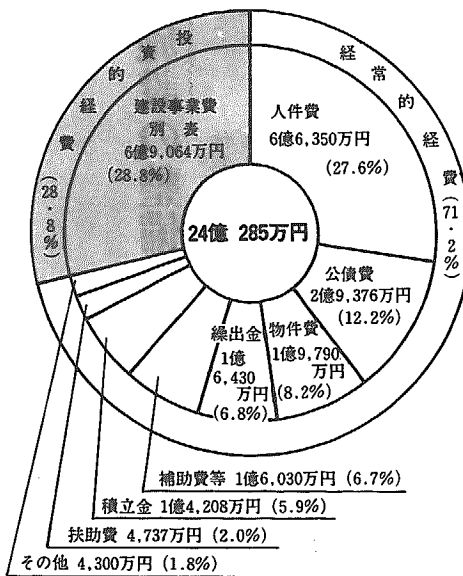 投資的経費(28・8%)
経常的経費(71・2%)
建設事業費
別表
6億9,064万円
(28.8%)
人件費
6億6,350万円
(27.6%)
24億 285万円
公債費
2億9,376万円
(12.2%)
物件費
1億9,790
万円
(8.2%)
繰出金
1億
6,430
万円
(6.8%)
補助費等 1億6,030万円 (6.7%)
積立金 1億4,208万円 (5.9%)
扶助費 4,737万円 (2.0%)
その他 4,300万円 (1.8%)